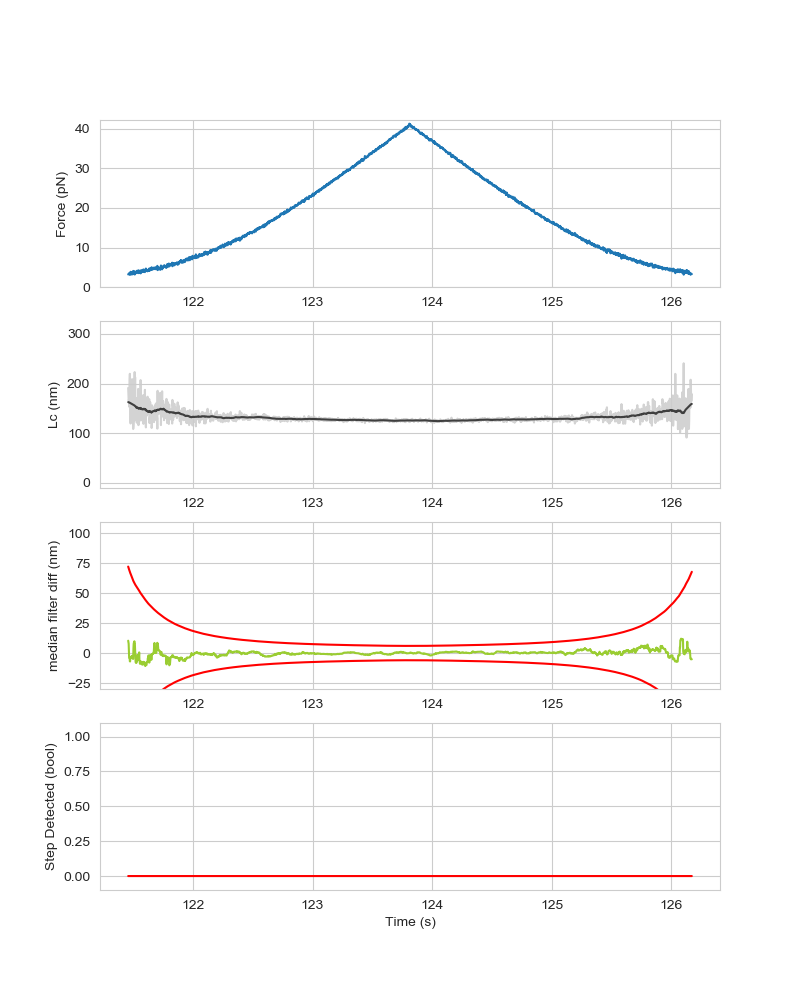 40
30
20
10
0
Force (pN)
122 123 124 125 126
300
200
100
0
Lc (nm)
122 123 124 125 126
100
75
50
25
0
−25
median filter diff (nm)
122 123 124 125 126
1.00
0.75
0.50
0.25
0.00
Step Detected (bool)
122 123 124 125 126
Time (s)